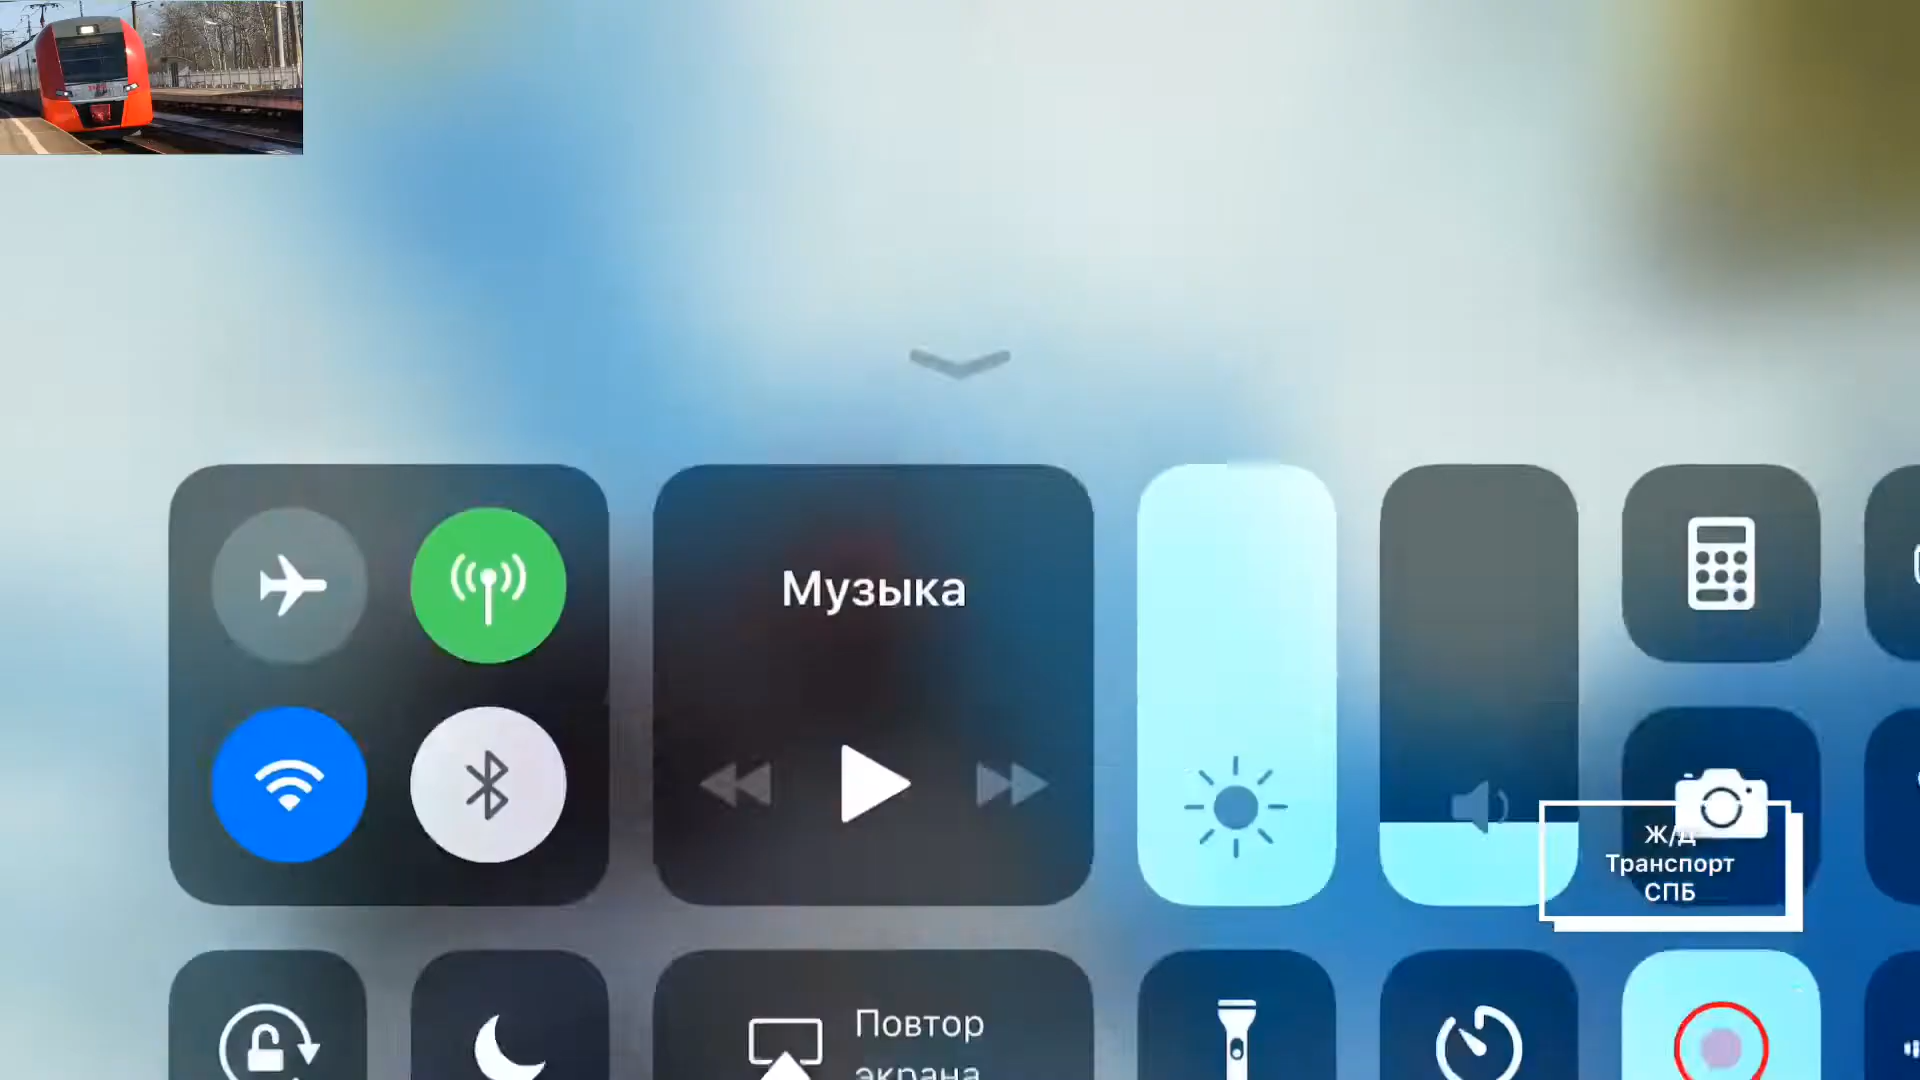 Музыка
Ж/Д
Транспорт
СПБ
Повтор
экрана